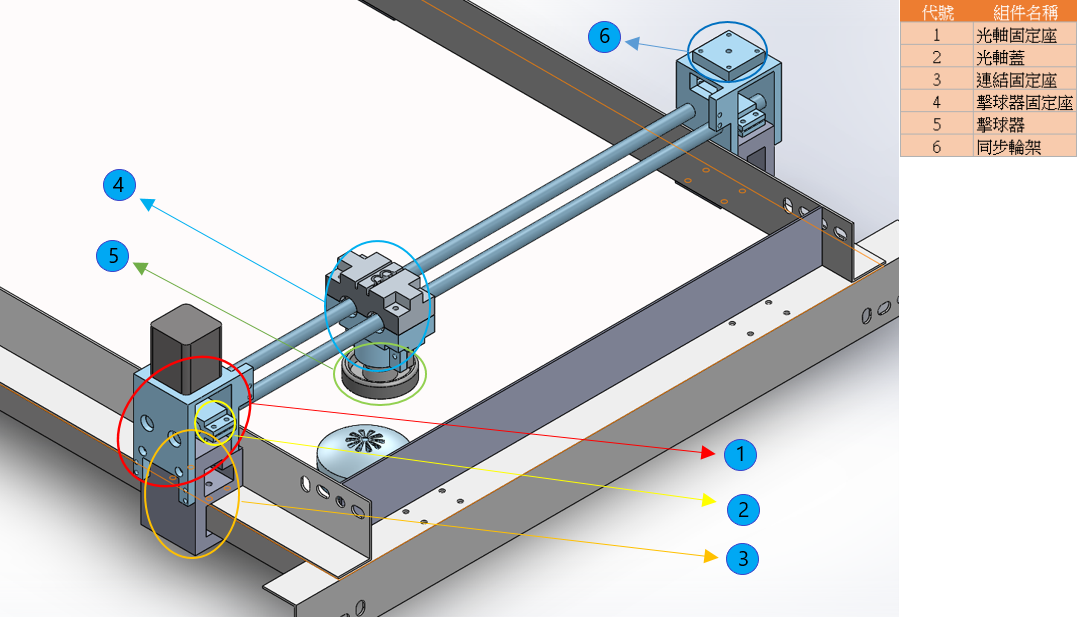 6
4
5
1
2
3
代號 組件名稱
1 光軸固定座
2 光軸蓋
3 連結固定座
4 擊球器固定座
5 擊球器
6 同步輪架